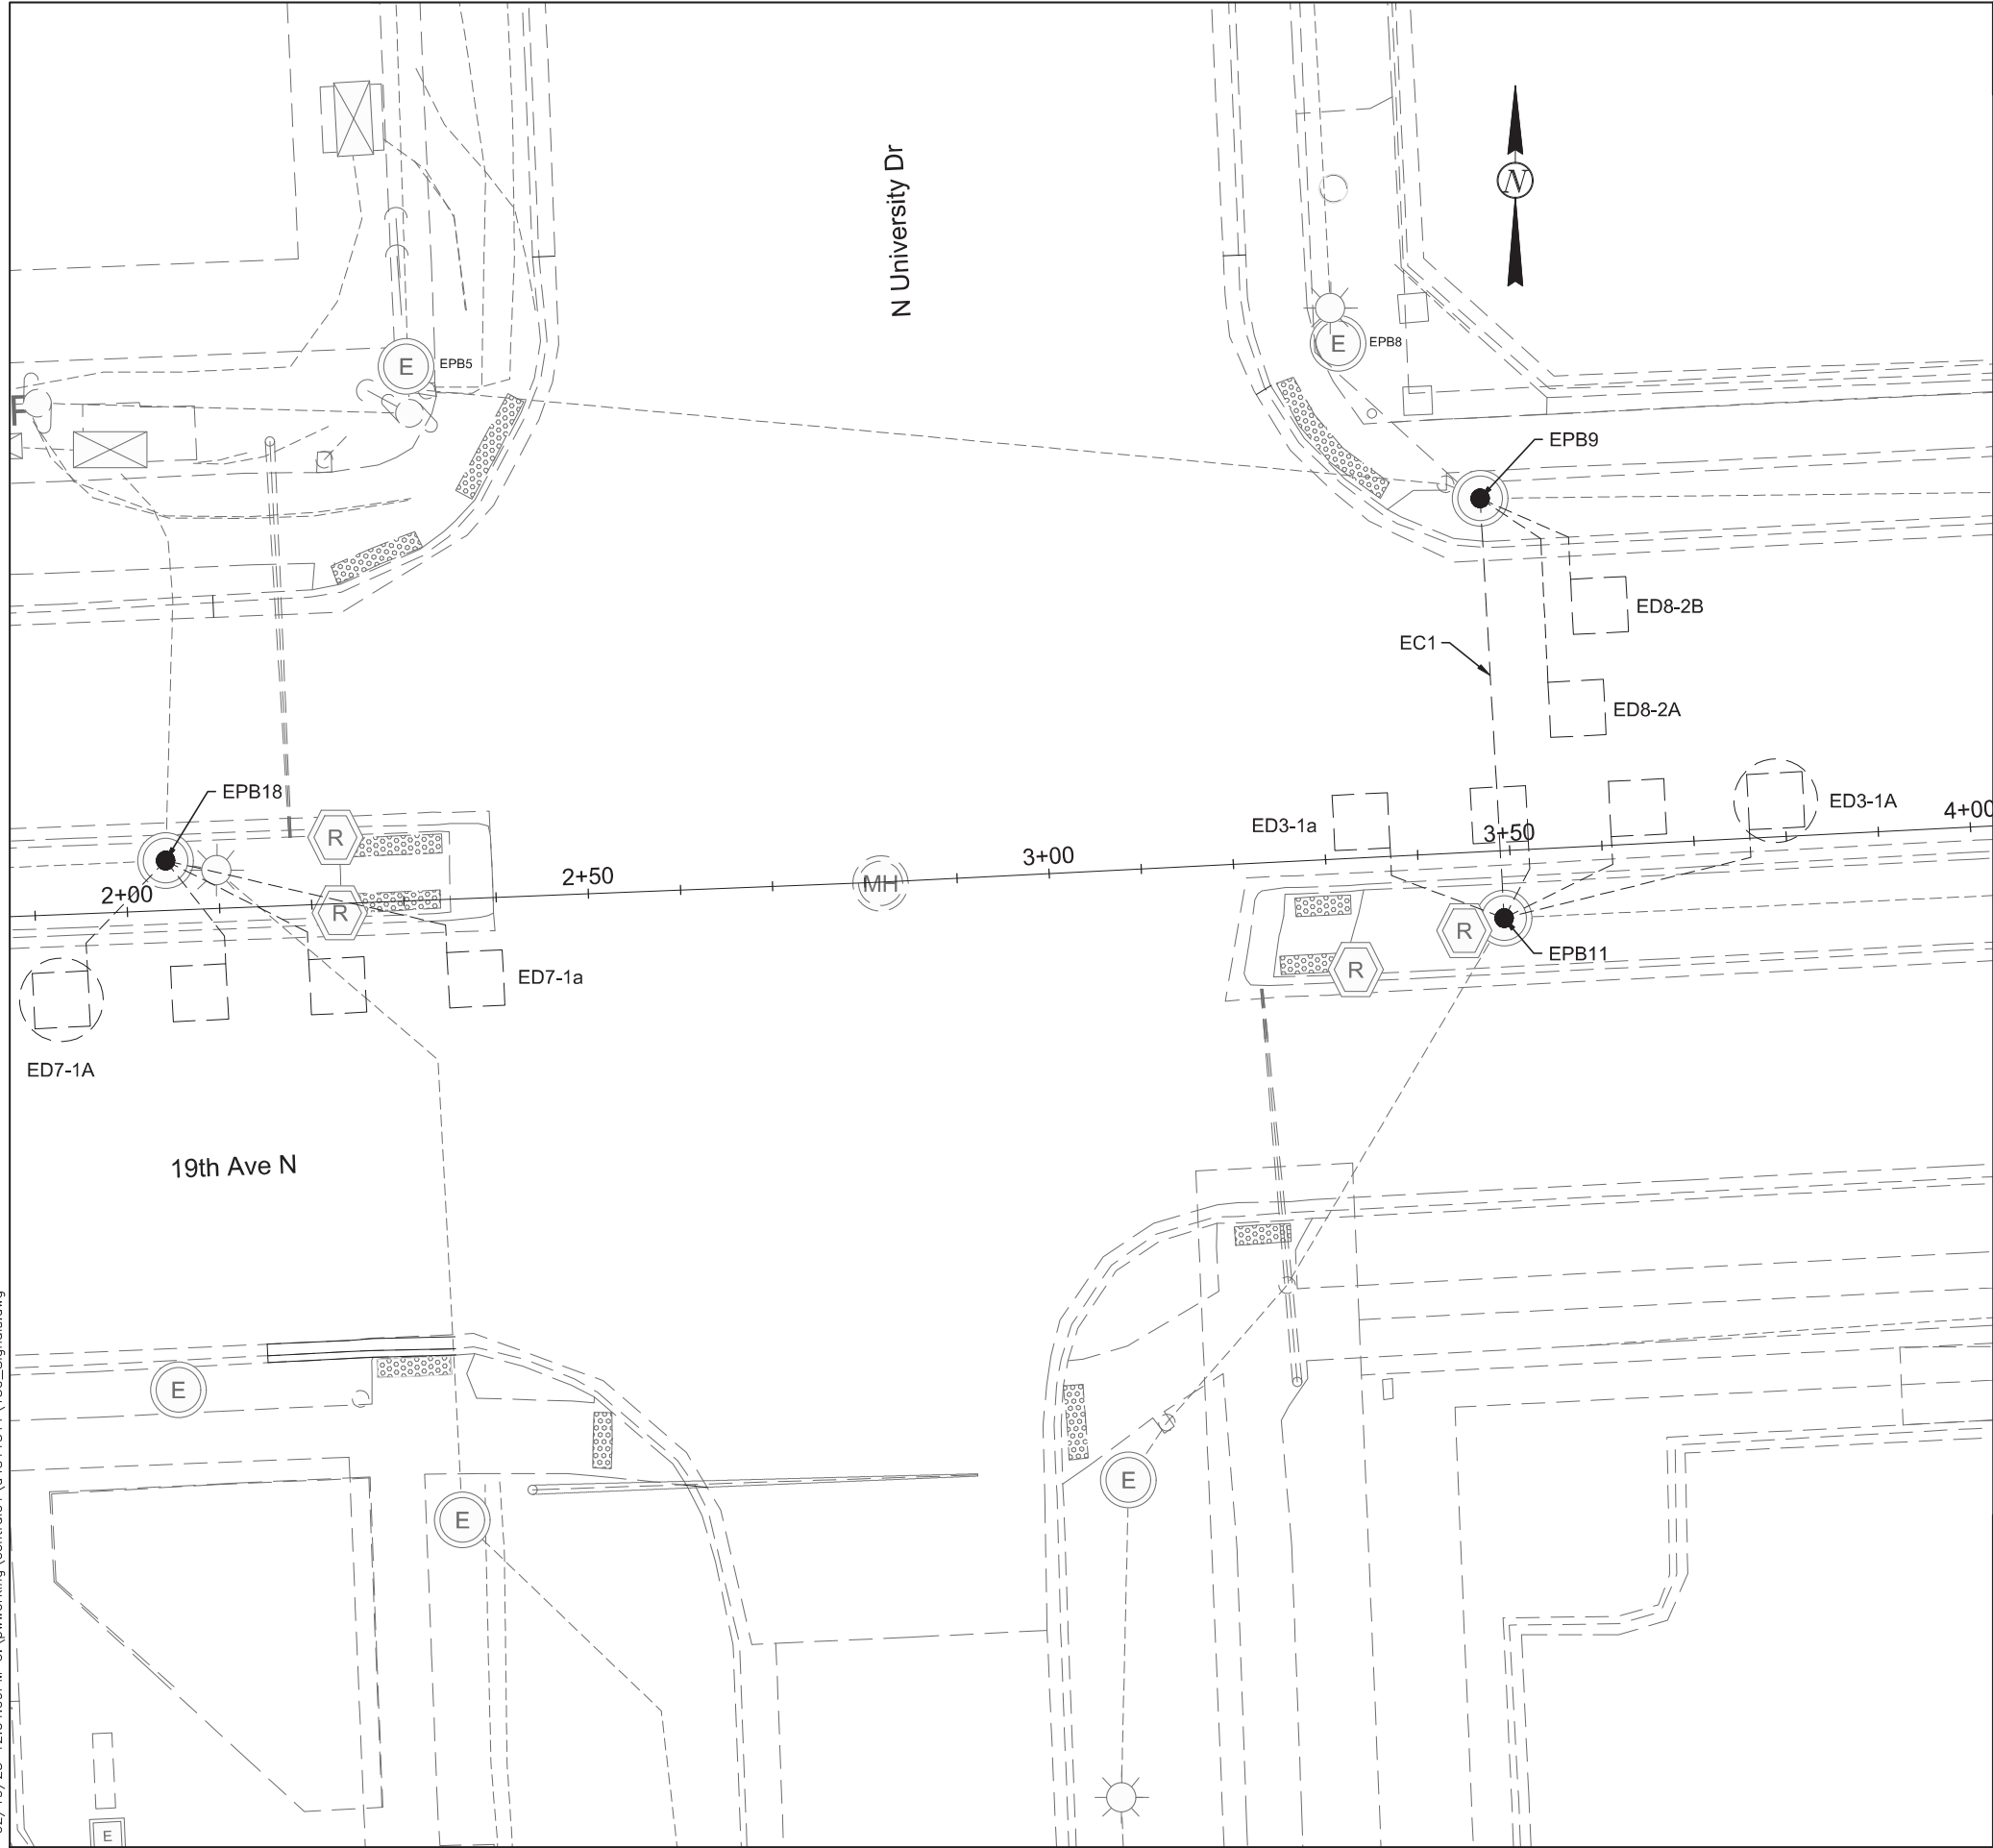 N University Dr
N
E
EPB5
E
EPB8
EPB9
ED8-2B
EC1
ED8-2A
EPB18
R
ED3-1a
ED3-1A
3+50
4+00
2+00
2+50
3+00
MH
R
R
EPB11
R
ED7-1a
ED7-1A
19th Ave N
E
E
E
E